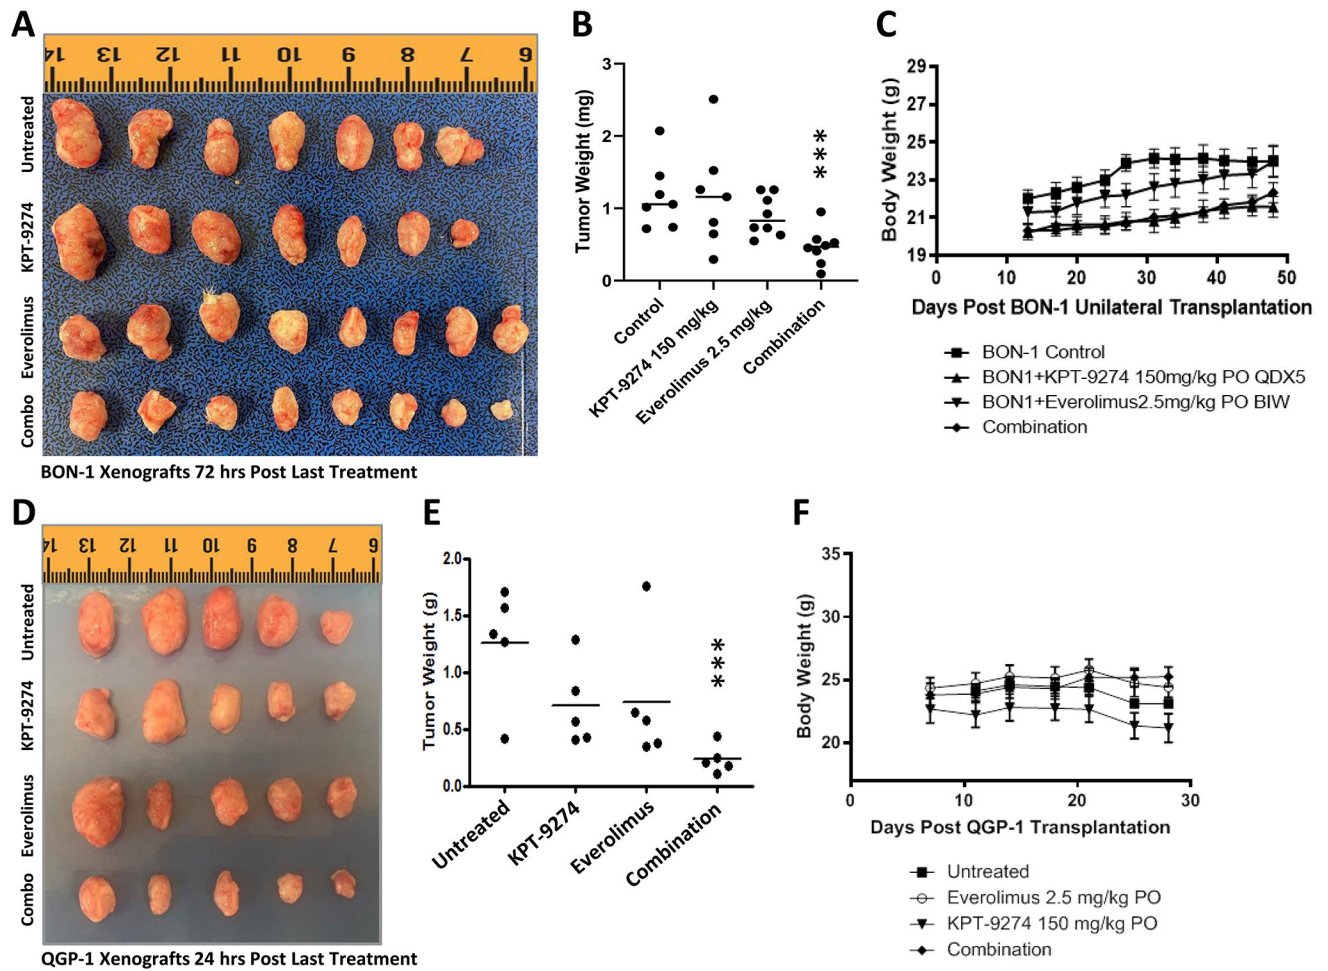 A
14 13 12 11 10 9 8 7 6
Untreated
KPT-9274
Everolimus
Combo
BON-1 Xenografts 72 hrs Post Last Treatment
B
Tumor Weight (mg)
3
2
1
0
***
Control
KPT-9274 150 mg/kg
Everolimus 2.5 mg/kg
Combination
C
Body Weight (g)
29
27
25
23
21
19
0 10 20 30 40 50
Days Post BON-1 Unilateral Transplantation
BON-1 Control
BON1+KPT-9274 150mg/kg PO QDX5
BON1+Everolimus2.5mg/kg PO BIW
Combination
D
14 13 12 11 10 9 8 7 6
Untreated
KPT-9274
Everolimus
Combo
QGP-1 Xenografts 24 hrs Post Last Treatment
E
Tumor Weight (g)
2.0
1.5
1.0
0.5
0.0
***
Untreated
KPT-9274
Everolimus
Combination
F
Body Weight (g)
35
30
25
20
0 10 20 30
Days Post QGP-1 Transplantation
Untreated
Everolimus 2.5 mg/kg PO
KPT-9274 150 mg/kg PO
Combination